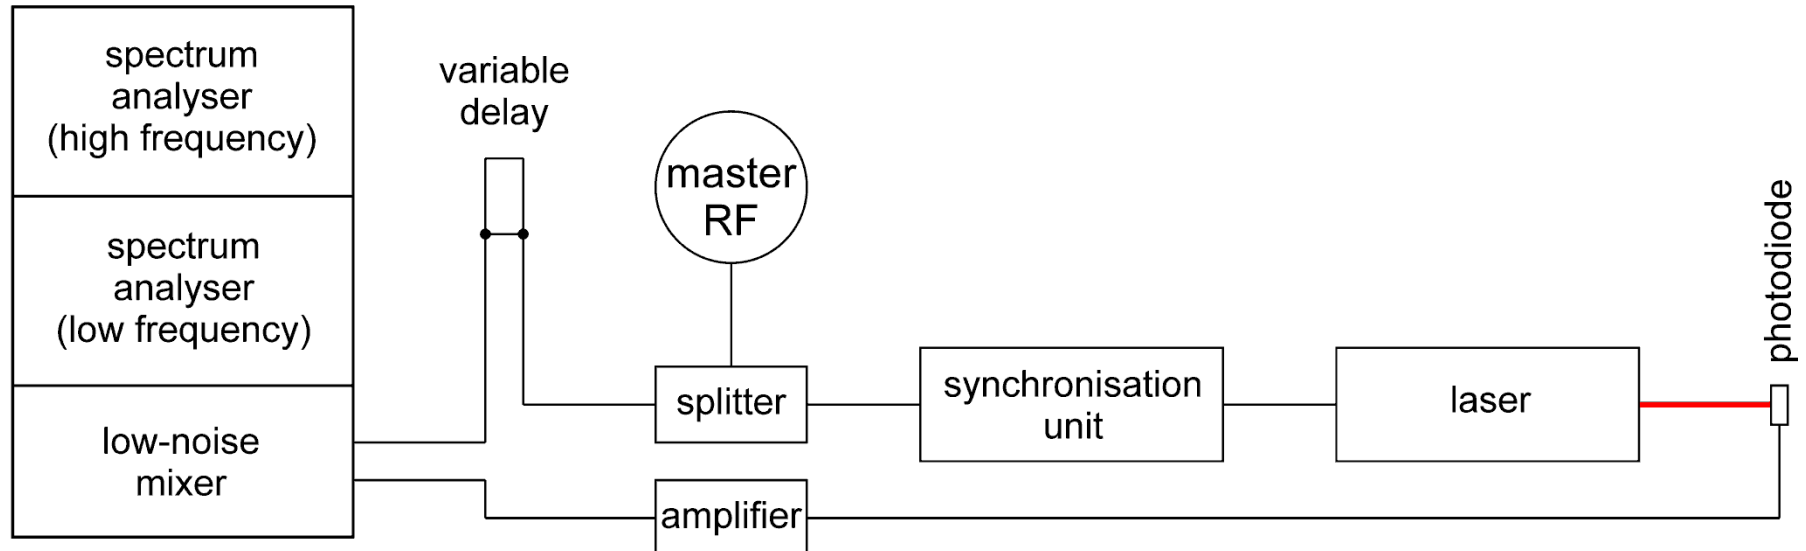 spectrum
analyser
(high frequency)
spectrum
analyser
(low frequency)
low-noise
mixer
variable
delay
master
RF
splitter
amplifier
synchronisation
unit
laser
photodiode